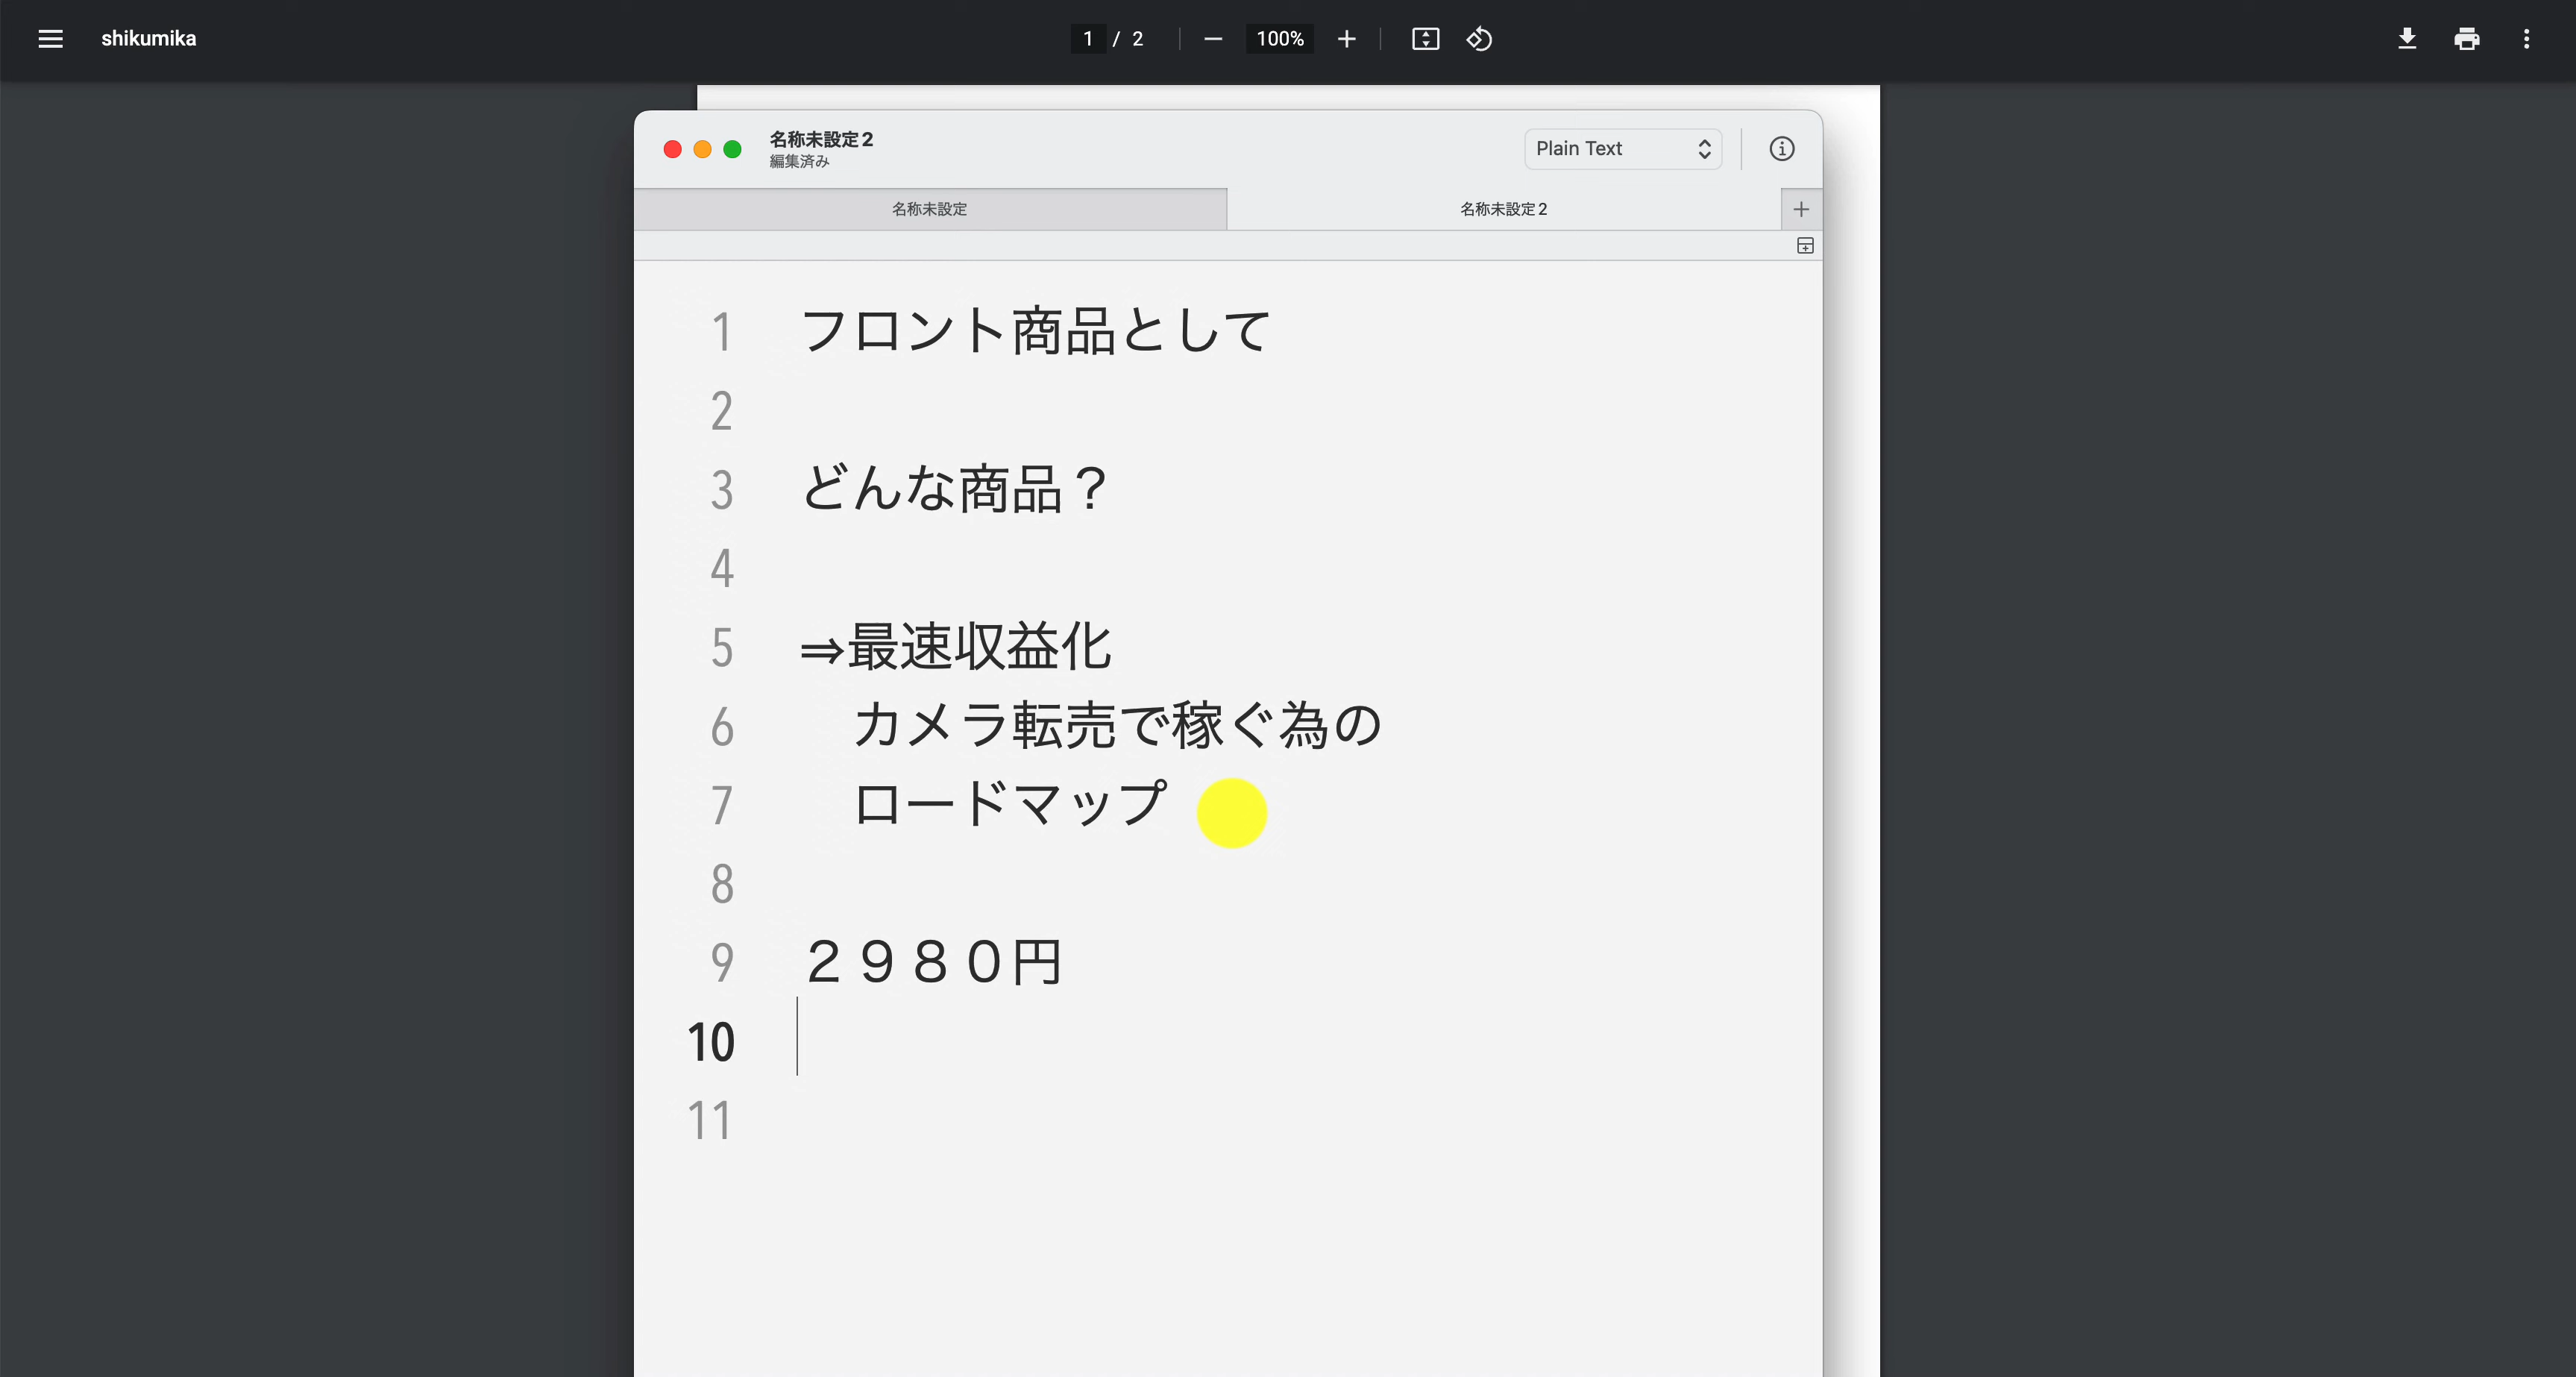 shikumika
1 / 2
100%
名称未設定2
編集済み
Plain Text
名称未設定
名称未設定2
1 フロント商品として
2
3 どんな商品？
4
5 ⇒最速収益化
6 　カメラ転売で稼ぐ為の
7 　ロードマップ
8
9 ２９８０円
10
11